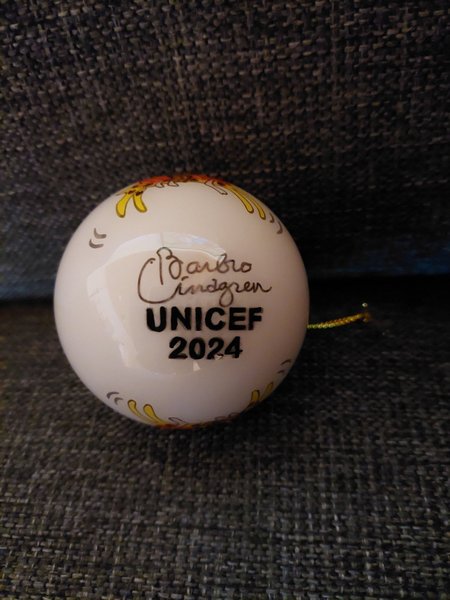 Barbro
Lindgren
UNICEF
2024